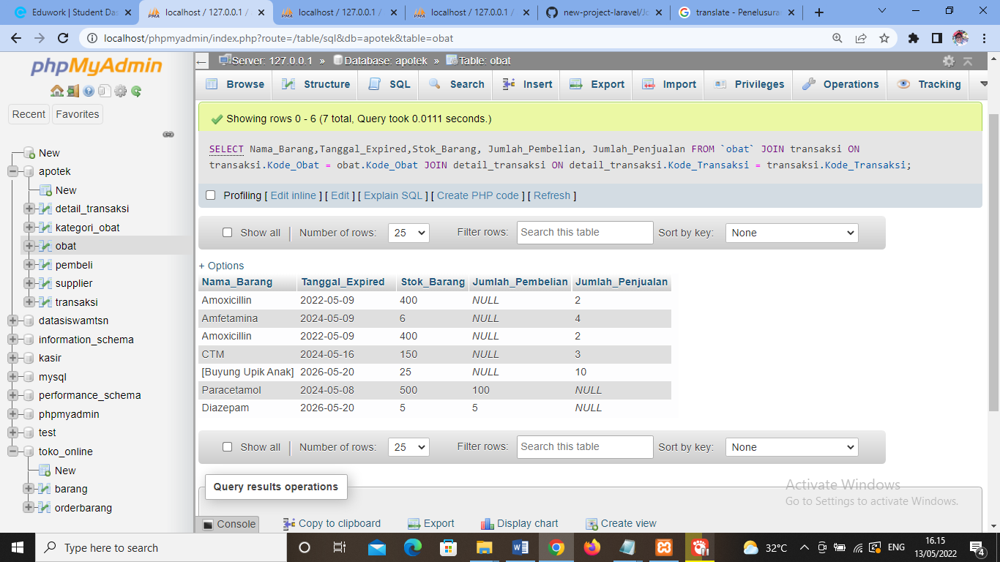 Eduwork | Student Das
localhost / 127.0.0.1 /
localhost / 127.0.0.1 /
localhost / 127.0.0.1 /
new-project-laravel/Jo
translate - Penelusura
localhost/phpmyadmin/index.php?route=/table/sql&db=apotek&table=obat
phpMyAdmin
Recent Favorites
New
apotek
New
detail_transaksi
kategori_obat
obat
pembeli
supplier
transaksi
datasiswamtsn
information_schema
kasir
mysql
performance_schema
phpmyadmin
test
toko_online
New
barang
orderbarang
Server: 127.0.0.1 » Database: apotek » Table: obat
Browse Structure SQL Search Insert Export Import Privileges Operations Tracking
Showing rows 0 - 6 (7 total, Query took 0.0111 seconds.)
SELECT Nama_Barang,Tanggal_Expired,Stok_Barang, Jumlah_Pembelian, Jumlah_Penjualan FROM `obat` JOIN transaksi ON
transaksi.Kode_Obat = obat.Kode_Obat JOIN detail_transaksi ON detail_transaksi.Kode_Transaksi = transaksi.Kode_Transaksi;
Profiling [ Edit inline ] [ Edit ] [ Explain SQL ] [ Create PHP code ] [ Refresh ]
Show all | Number of rows: 25 Filter rows: Search this table Sort by key: None
+ Options
Nama_Barang Tanggal_Expired Stok_Barang Jumlah_Pembelian Jumlah_Penjualan
Amoxicillin 2022-05-09 400 NULL 2
Amfetamina 2024-05-09 6 NULL 4
Amoxicillin 2022-05-09 400 NULL 2
CTM 2024-05-16 150 NULL 3
[Buyung Upik Anak] 2026-05-20 25 NULL 10
Paracetamol 2024-05-08 500 100 NULL
Diazepam 2026-05-20 5 5 NULL
Show all | Number of rows: 25 Filter rows: Search this table Sort by key: None
Query results operations
Console
Copy to clipboard Export Display chart Create view
Activate Windows
Go to Settings to activate Windows.
Type here to search
32°C
ENG
16.15
13/05/2022
4